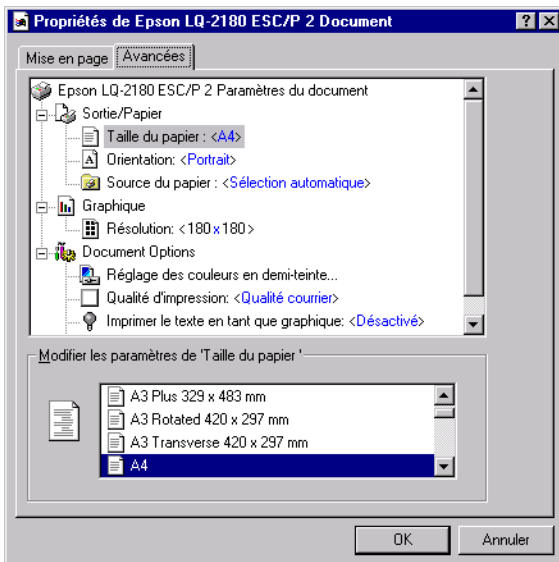 Propriétés de Epson LQ-2180 ESC/P 2 Document
Mise en page Avancées
Epson LQ-2180 ESC/P 2 Paramètres du document
Sortie/Papier
Taille du papier : <A4>
Orientation: <Portrait>
Source du papier : <Sélection automatique>
Graphique
Résolution: <180 x 180>
Document Options
Réglage des couleurs en demi-teinte...
Qualité d'impression: <Qualité courrier>
Imprimer le texte en tant que graphique: <Désactivé>
Modifier les paramètres de 'Taille du papier '
A3 Plus 329 x 483 mm
A3 Rotated 420 x 297 mm
A3 Transverse 420 x 297 mm
A4
OK Annuler